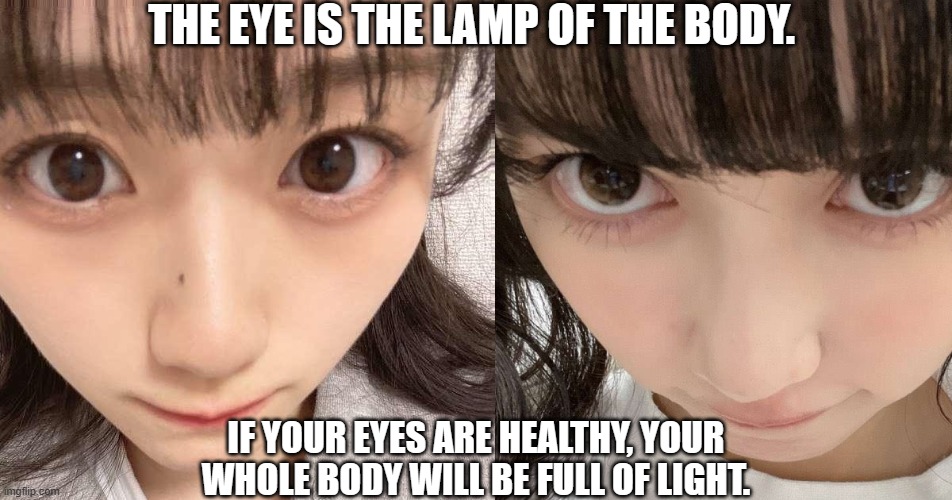 THE EYE IS THE LAMP OF THE BODY.
IF YOUR EYES ARE HEALTHY, YOUR
WHOLE BODY WILL BE FULL OF LIGHT.
imgflip.com